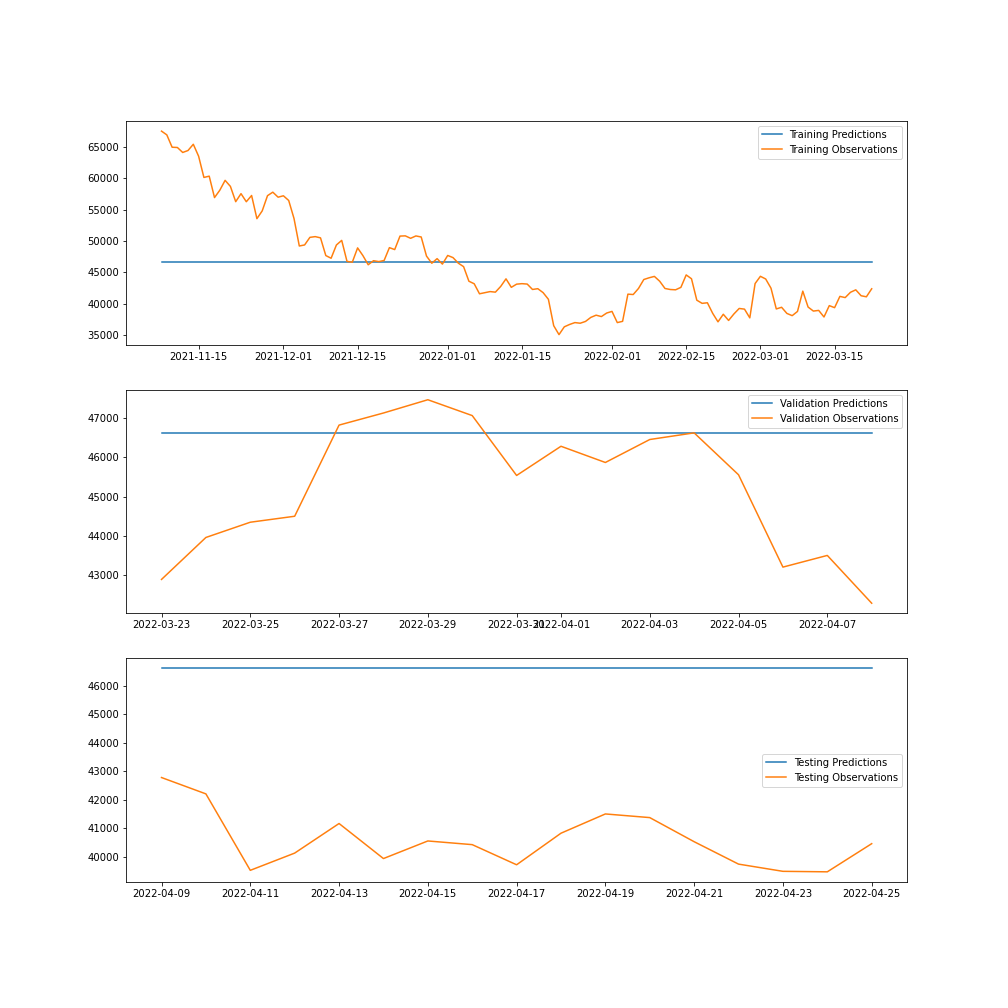 Training Predictions
Training Observations
65000
60000
55000
50000
45000
40000
35000
2021-11-15 2021-12-01 2021-12-15 2022-01-01 2022-01-15 2022-02-01 2022-02-15 2022-03-01 2022-03-15
Validation Predictions
Validation Observations
47000
46000
45000
44000
43000
2022-03-23 2022-03-25 2022-03-27 2022-03-29 2022-03-31 2022-04-01 2022-04-03 2022-04-05 2022-04-07
46000
45000
44000
43000
Testing Predictions
Testing Observations
42000
41000
40000
2022-04-09 2022-04-11 2022-04-13 2022-04-15 2022-04-17 2022-04-19 2022-04-21 2022-04-23 2022-04-25